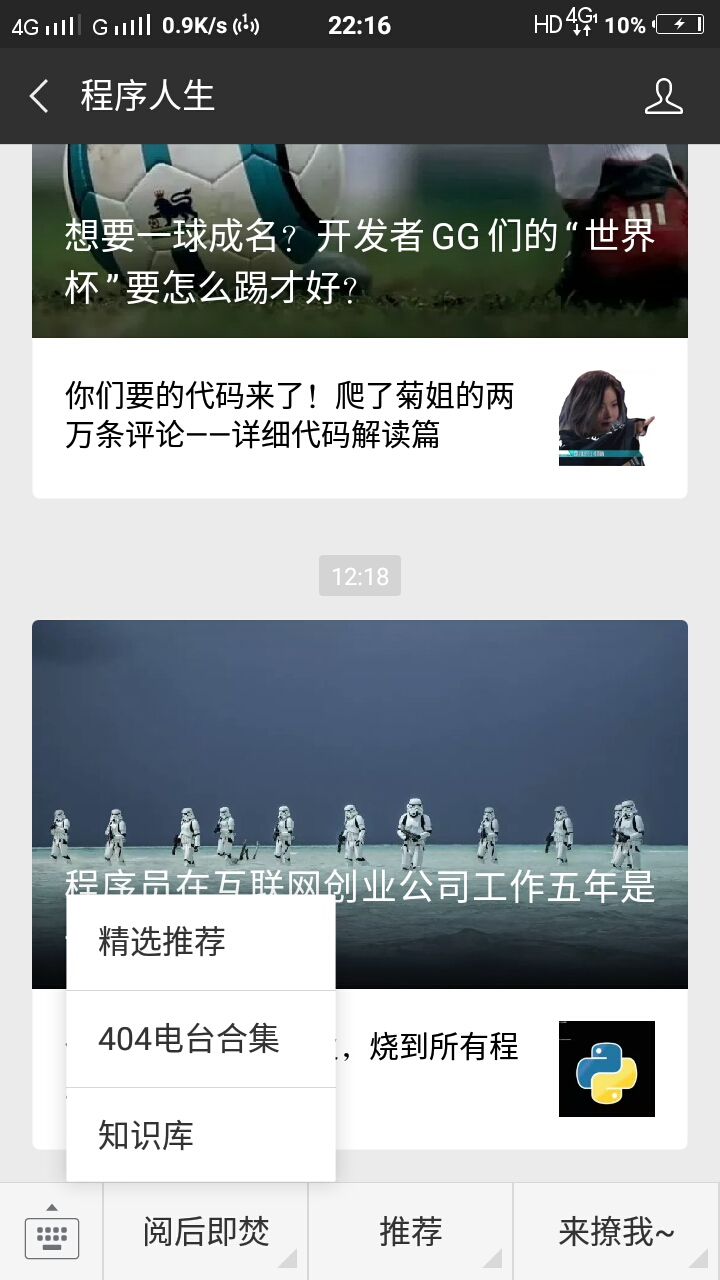 4G G 0.9K/s 22:16 HD 4G 10%
程序人生
想要一球成名？开发者GG们的“世界
杯”要怎么踢才好？
你们要的代码来了！爬了菊姐的两
万条评论——详细代码解读篇
12:18
程序员在互联网创业公司工作五年是
精选推荐
，烧到所有程
404电台合集
知识库
阅后即焚 推荐 来撩我~